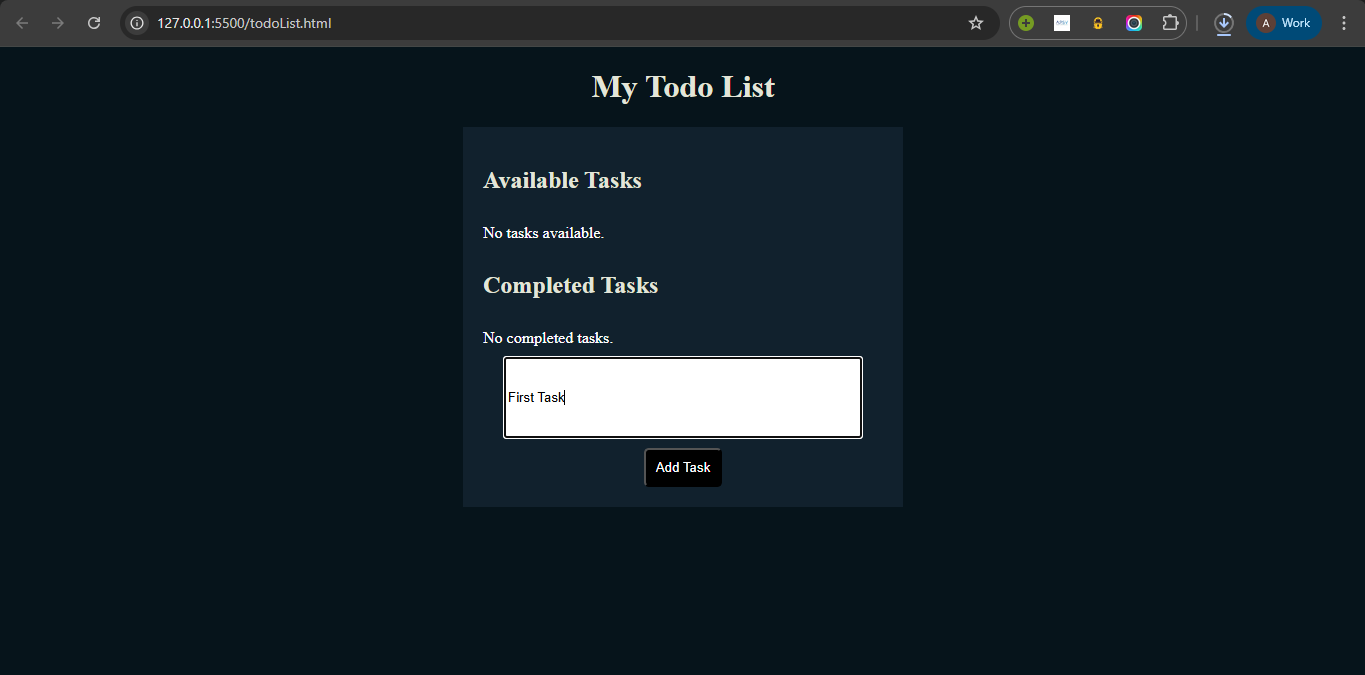 127.0.0.1:5500/todoList.html
A Work
My Todo List
Available Tasks
No tasks available.
Completed Tasks
No completed tasks.
First Task
Add Task